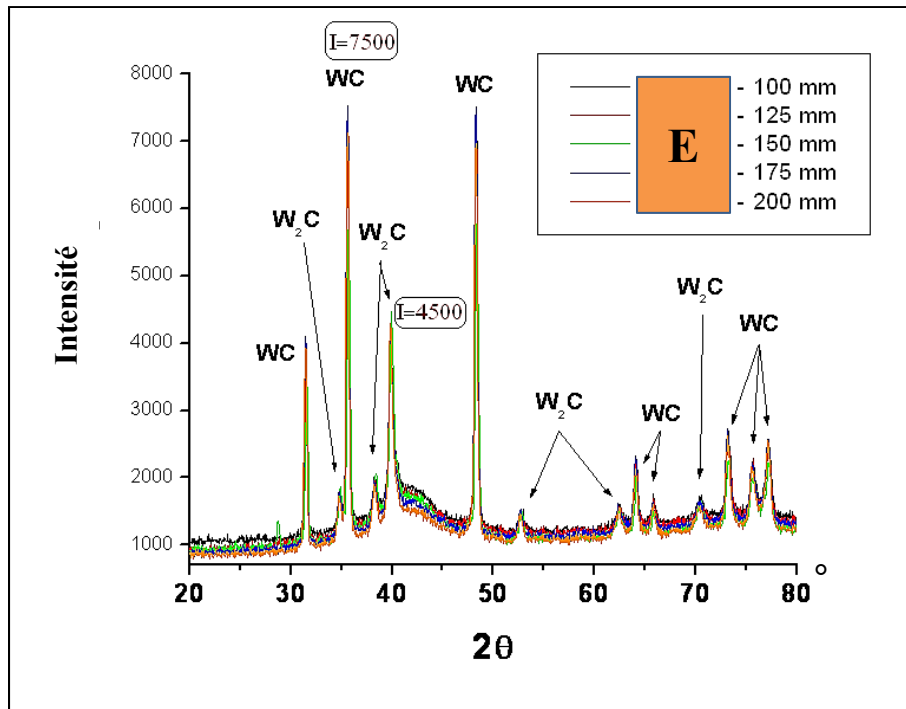 I=7500
WC
WC
8000
7000
6000
5000
4000
3000
2000
1000
Intensité
W₂C
W₂C
I=4500
WC
W₂C
WC
W₂C
WC
E
- 100 mm
- 125 mm
- 150 mm
- 175 mm
- 200 mm
20
30
40
50
60
70
80
°
2θ